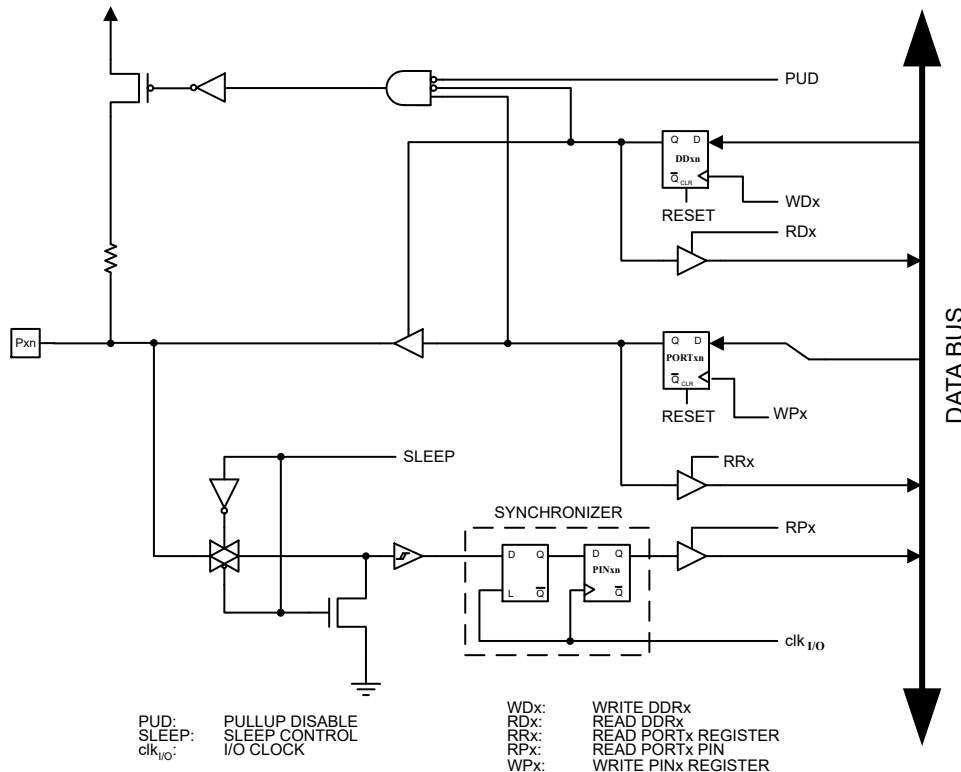 PUD
Q D
DDxn
Q CLR
WDx
RESET
RDx
Pxn
Q D
PORTxn
Q CLR
RESET
WPx
DATA BUS
SLEEP
RRx
SYNCHRONIZER
RPx
D Q
L Q
D Q
PINxn
Q
clk I/O
PUD: PULLUP DISABLE
SLEEP: SLEEP CONTROL
clkI/O: I/O CLOCK
WDx: WRITE DDRx
RDx: READ DDRx
RRx: READ PORTx REGISTER
RPx: READ PORTx PIN
WPx: WRITE PINx REGISTER